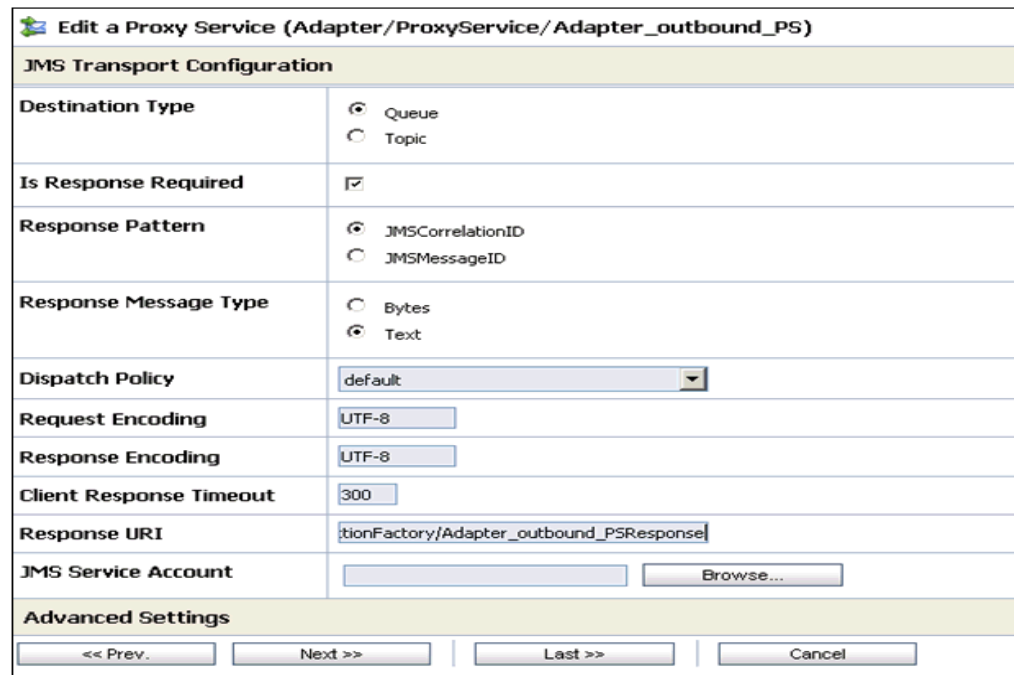 Edit a Proxy Service (Adapter/ProxyService/Adapter_outbound_PS)
JMS Transport Configuration
Destination Type
Queue
Topic
Is Response Required
Response Pattern
JMSCorrelationID
JMSMessageID
Response Message Type
Bytes
Text
Dispatch Policy
default
Request Encoding
UTF-8
Response Encoding
UTF-8
Client Response Timeout
300
Response URI
:tionFactory/Adapter_outbound_PSResponse
JMS Service Account
Browse...
Advanced Settings
<< Prev.
Next >>
Last >>
Cancel